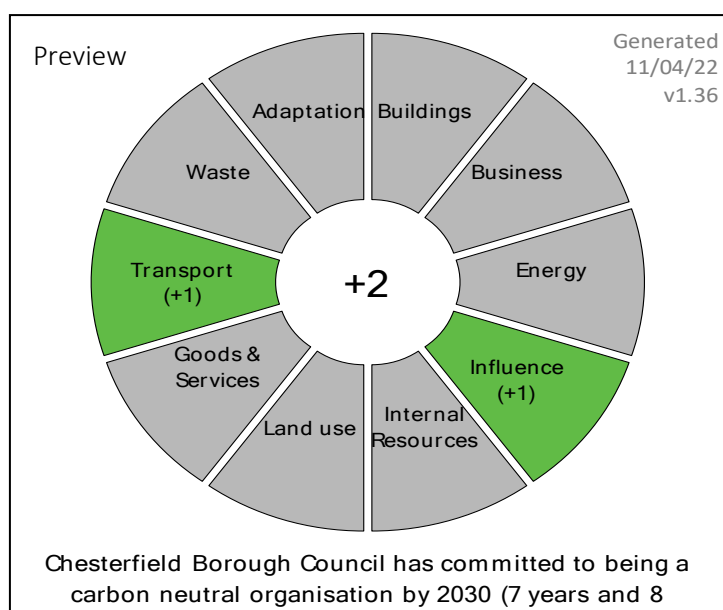 Preview
Generated
11/04/22
v1.36
Adaptation
Buildings
Waste
Business
Transport
(+1)
+2
Energy
Goods &
Services
Influence
(+1)
Land use
Internal
Resources
Chesterfield Borough Council has committed to being a
carbon neutral organisation by 2030 (7 years and 8